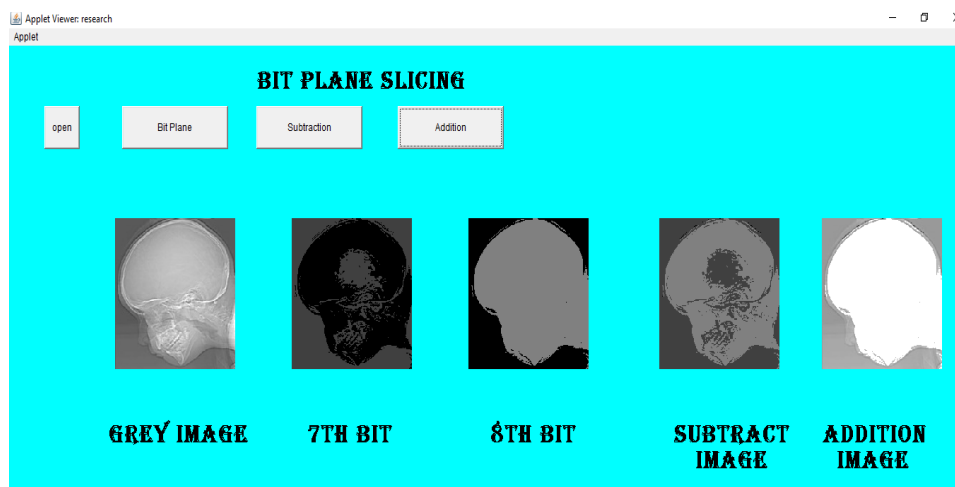 Applet Viewer: research
Applet
BIT PLANE SLICING
open
Bit Plane
Subtraction
Addition
GREY IMAGE
7TH BIT
8TH BIT
SUBTRACT
IMAGE
ADDITION
IMAGE